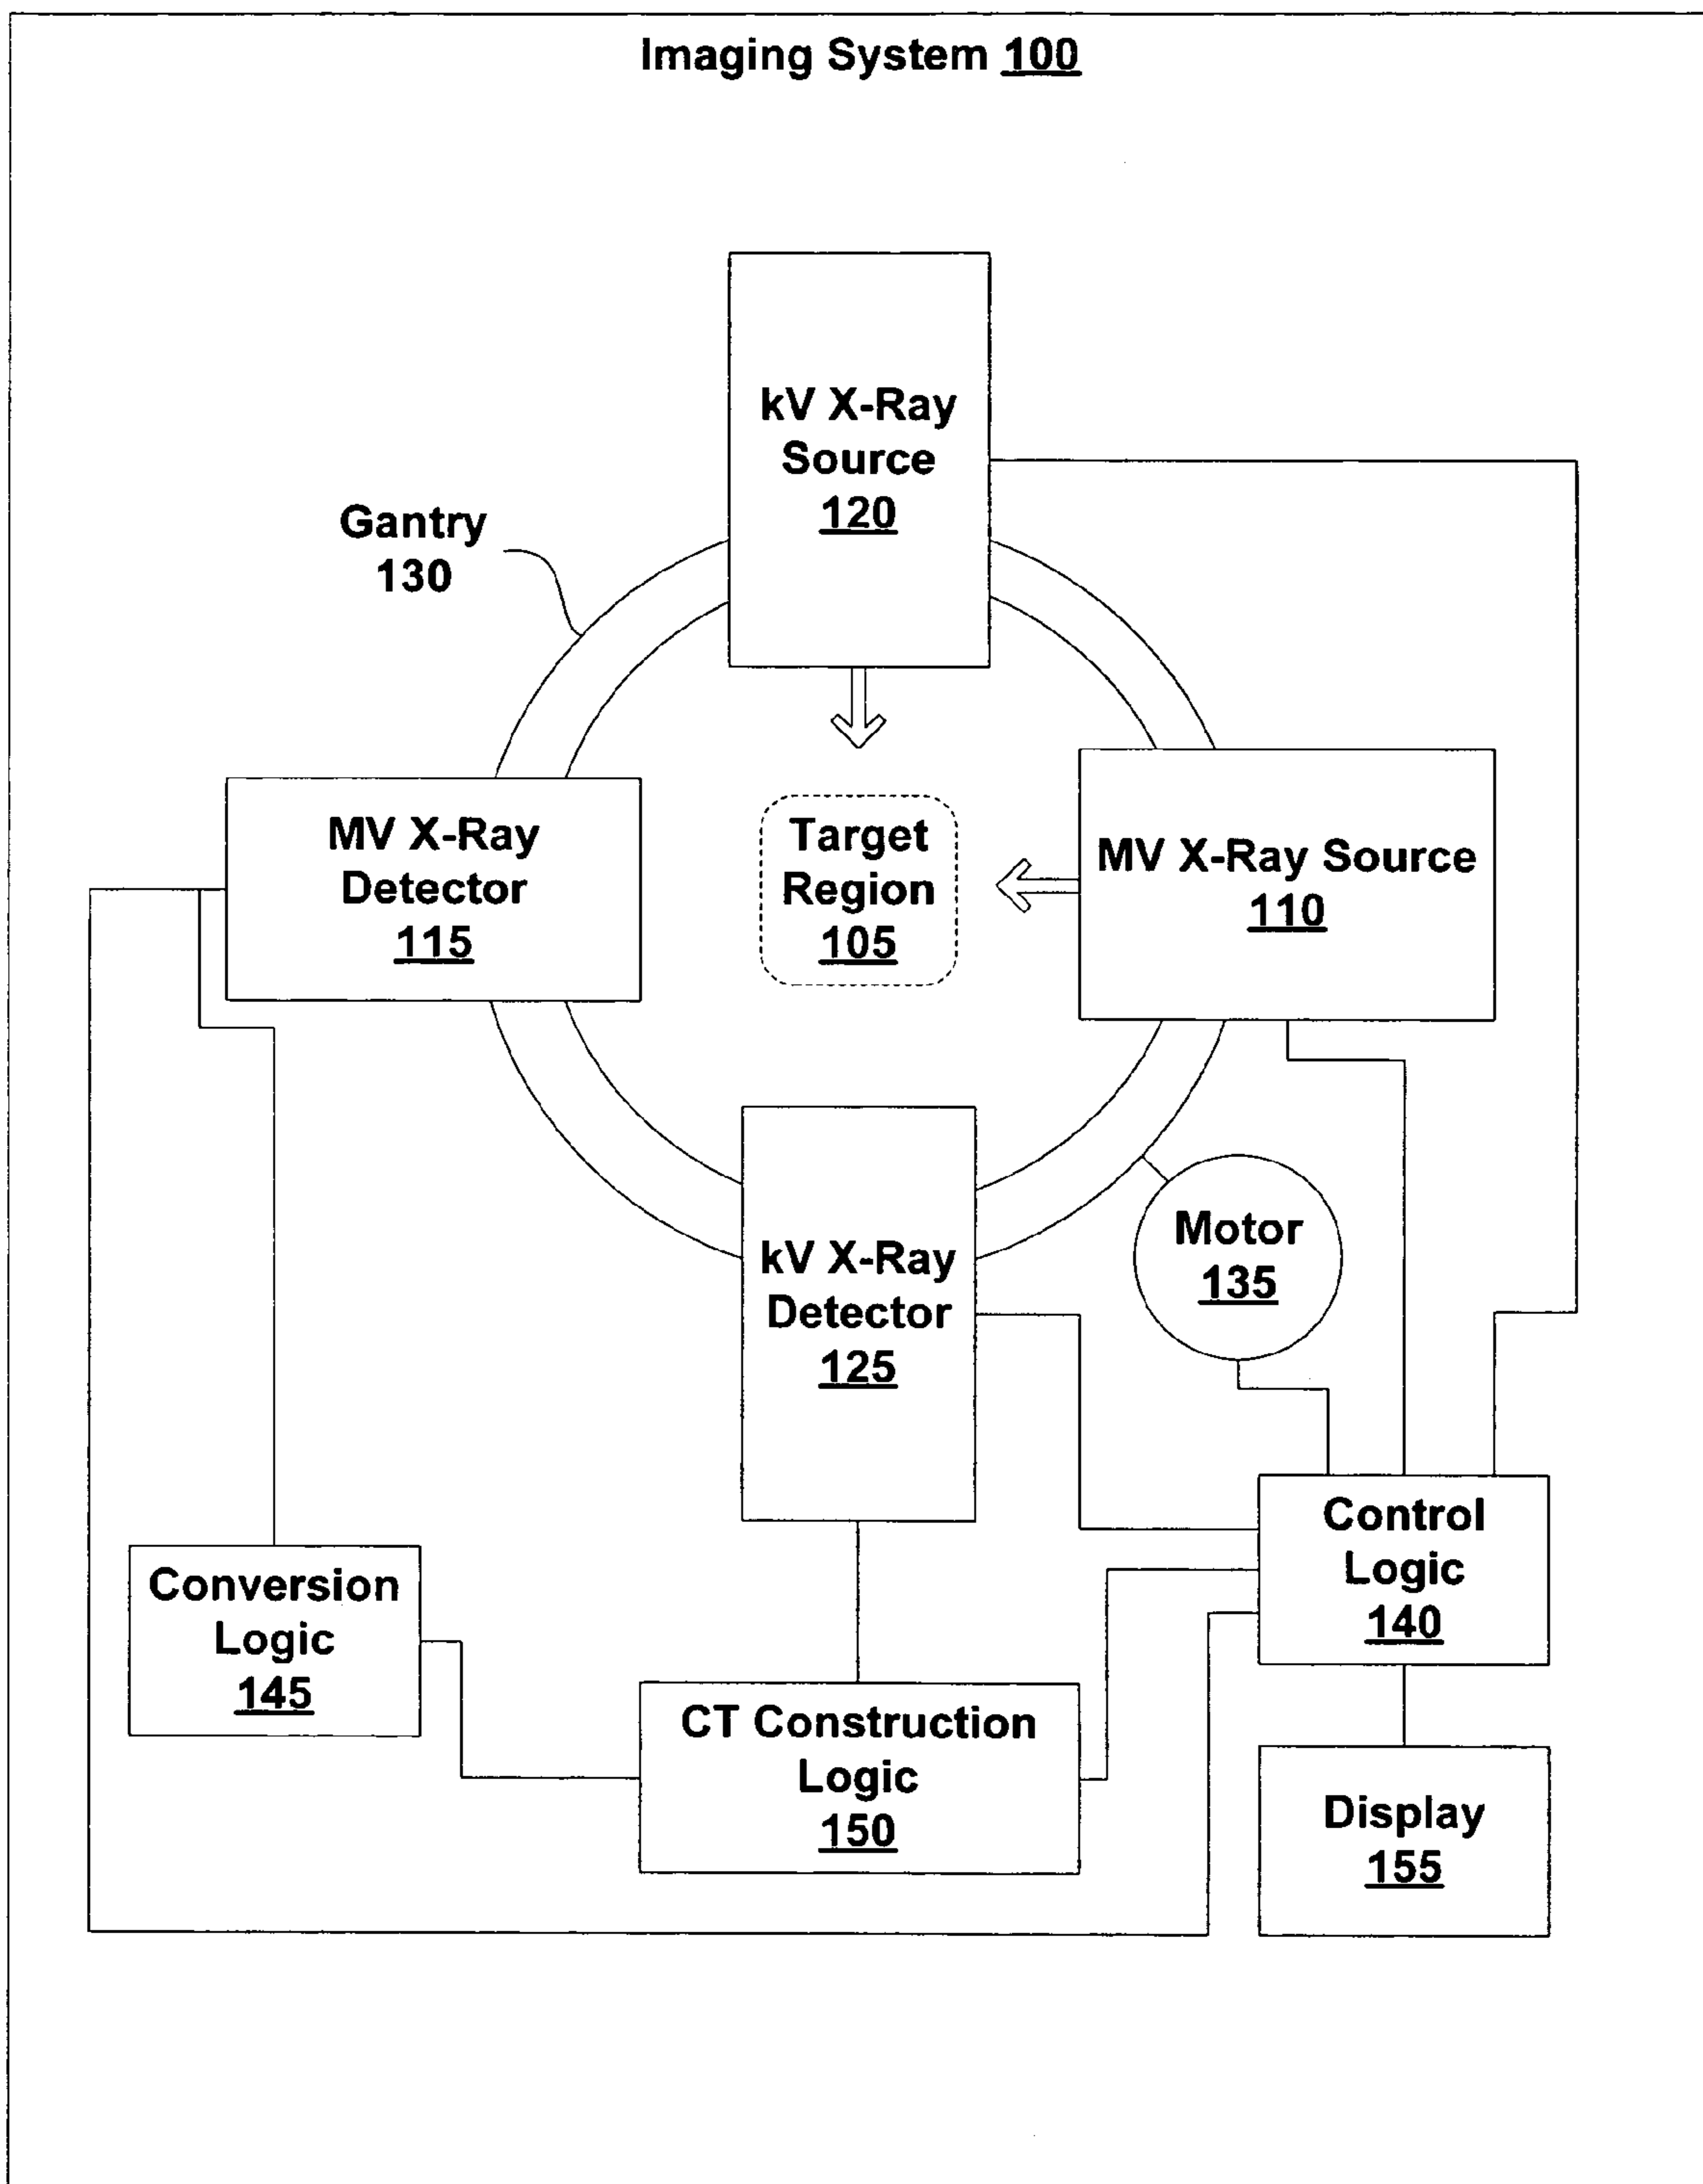 Imaging System 100
kV X-Ray
Source
120
Gantry
130
MV X-Ray
Detector
115
Target
Region
105
MV X-Ray Source
110
kV X-Ray
Detector
125
Motor
135
Control
Logic
140
Conversion
Logic
145
CT Construction
Logic
150
Display
155